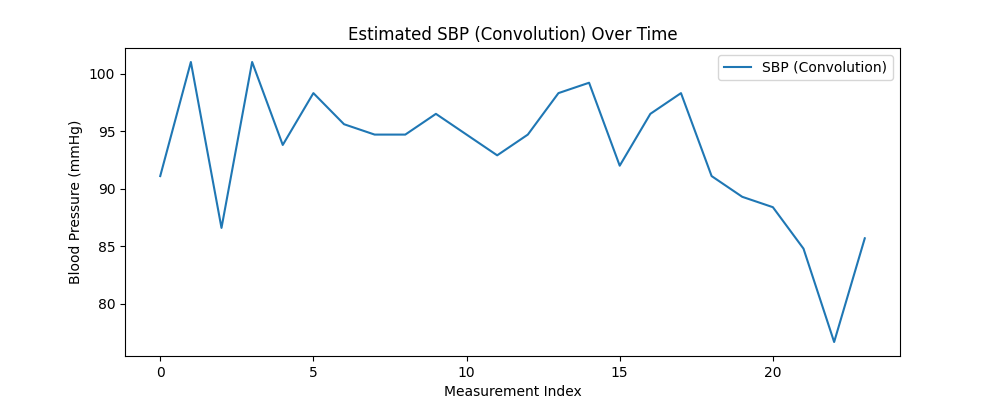 Estimated SBP (Convolution) Over Time
SBP (Convolution)
Blood Pressure (mmHg)
100
95
90
85
80
0 5 10 15 20
Measurement Index